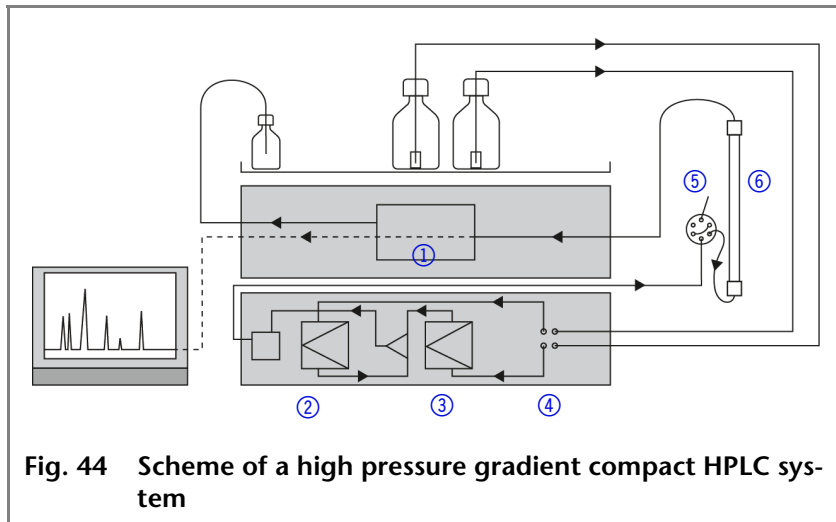 ⑤ ⑥
①
② ③ ④
Fig. 44 Scheme of a high pressure gradient compact HPLC sys-
tem